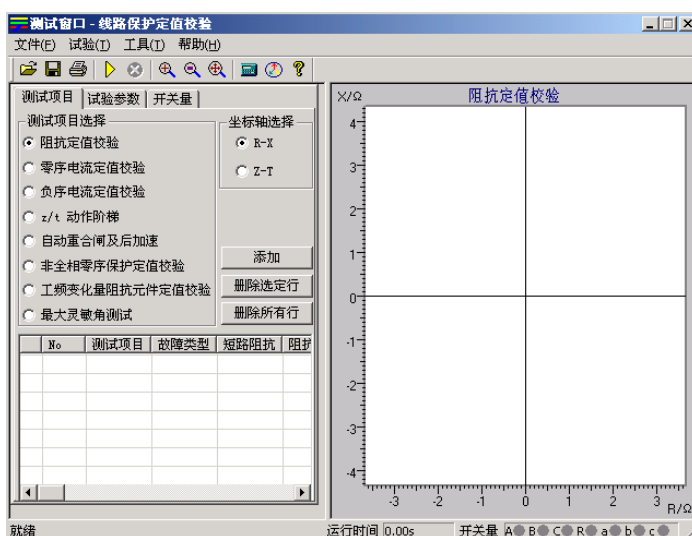 测试窗口 - 线路保护定值校验
文件(F) 试验(T) 工具(T) 帮助(H)
测试项目 试验参数 开关量
测试项目选择
阻抗定值校验
零序电流定值校验
负序电流定值校验
z/t 动作阶梯
自动重合闸及后加速
非全相零序保护定值校验
工频变化量阻抗元件定值校验
最大灵敏角测试
坐标轴选择
R-X
Z-T
添加
删除选定行
删除所有行
No 测试项目 故障类型 短路阻抗 阻抗
X/Ω 阻抗定值校验
4
3
2
1
0
-1
-2
-3
-4
-3 -2 -1 0 1 2 3 R/Ω
就绪 运行时间 0.00s 开关量 A B C R a b c